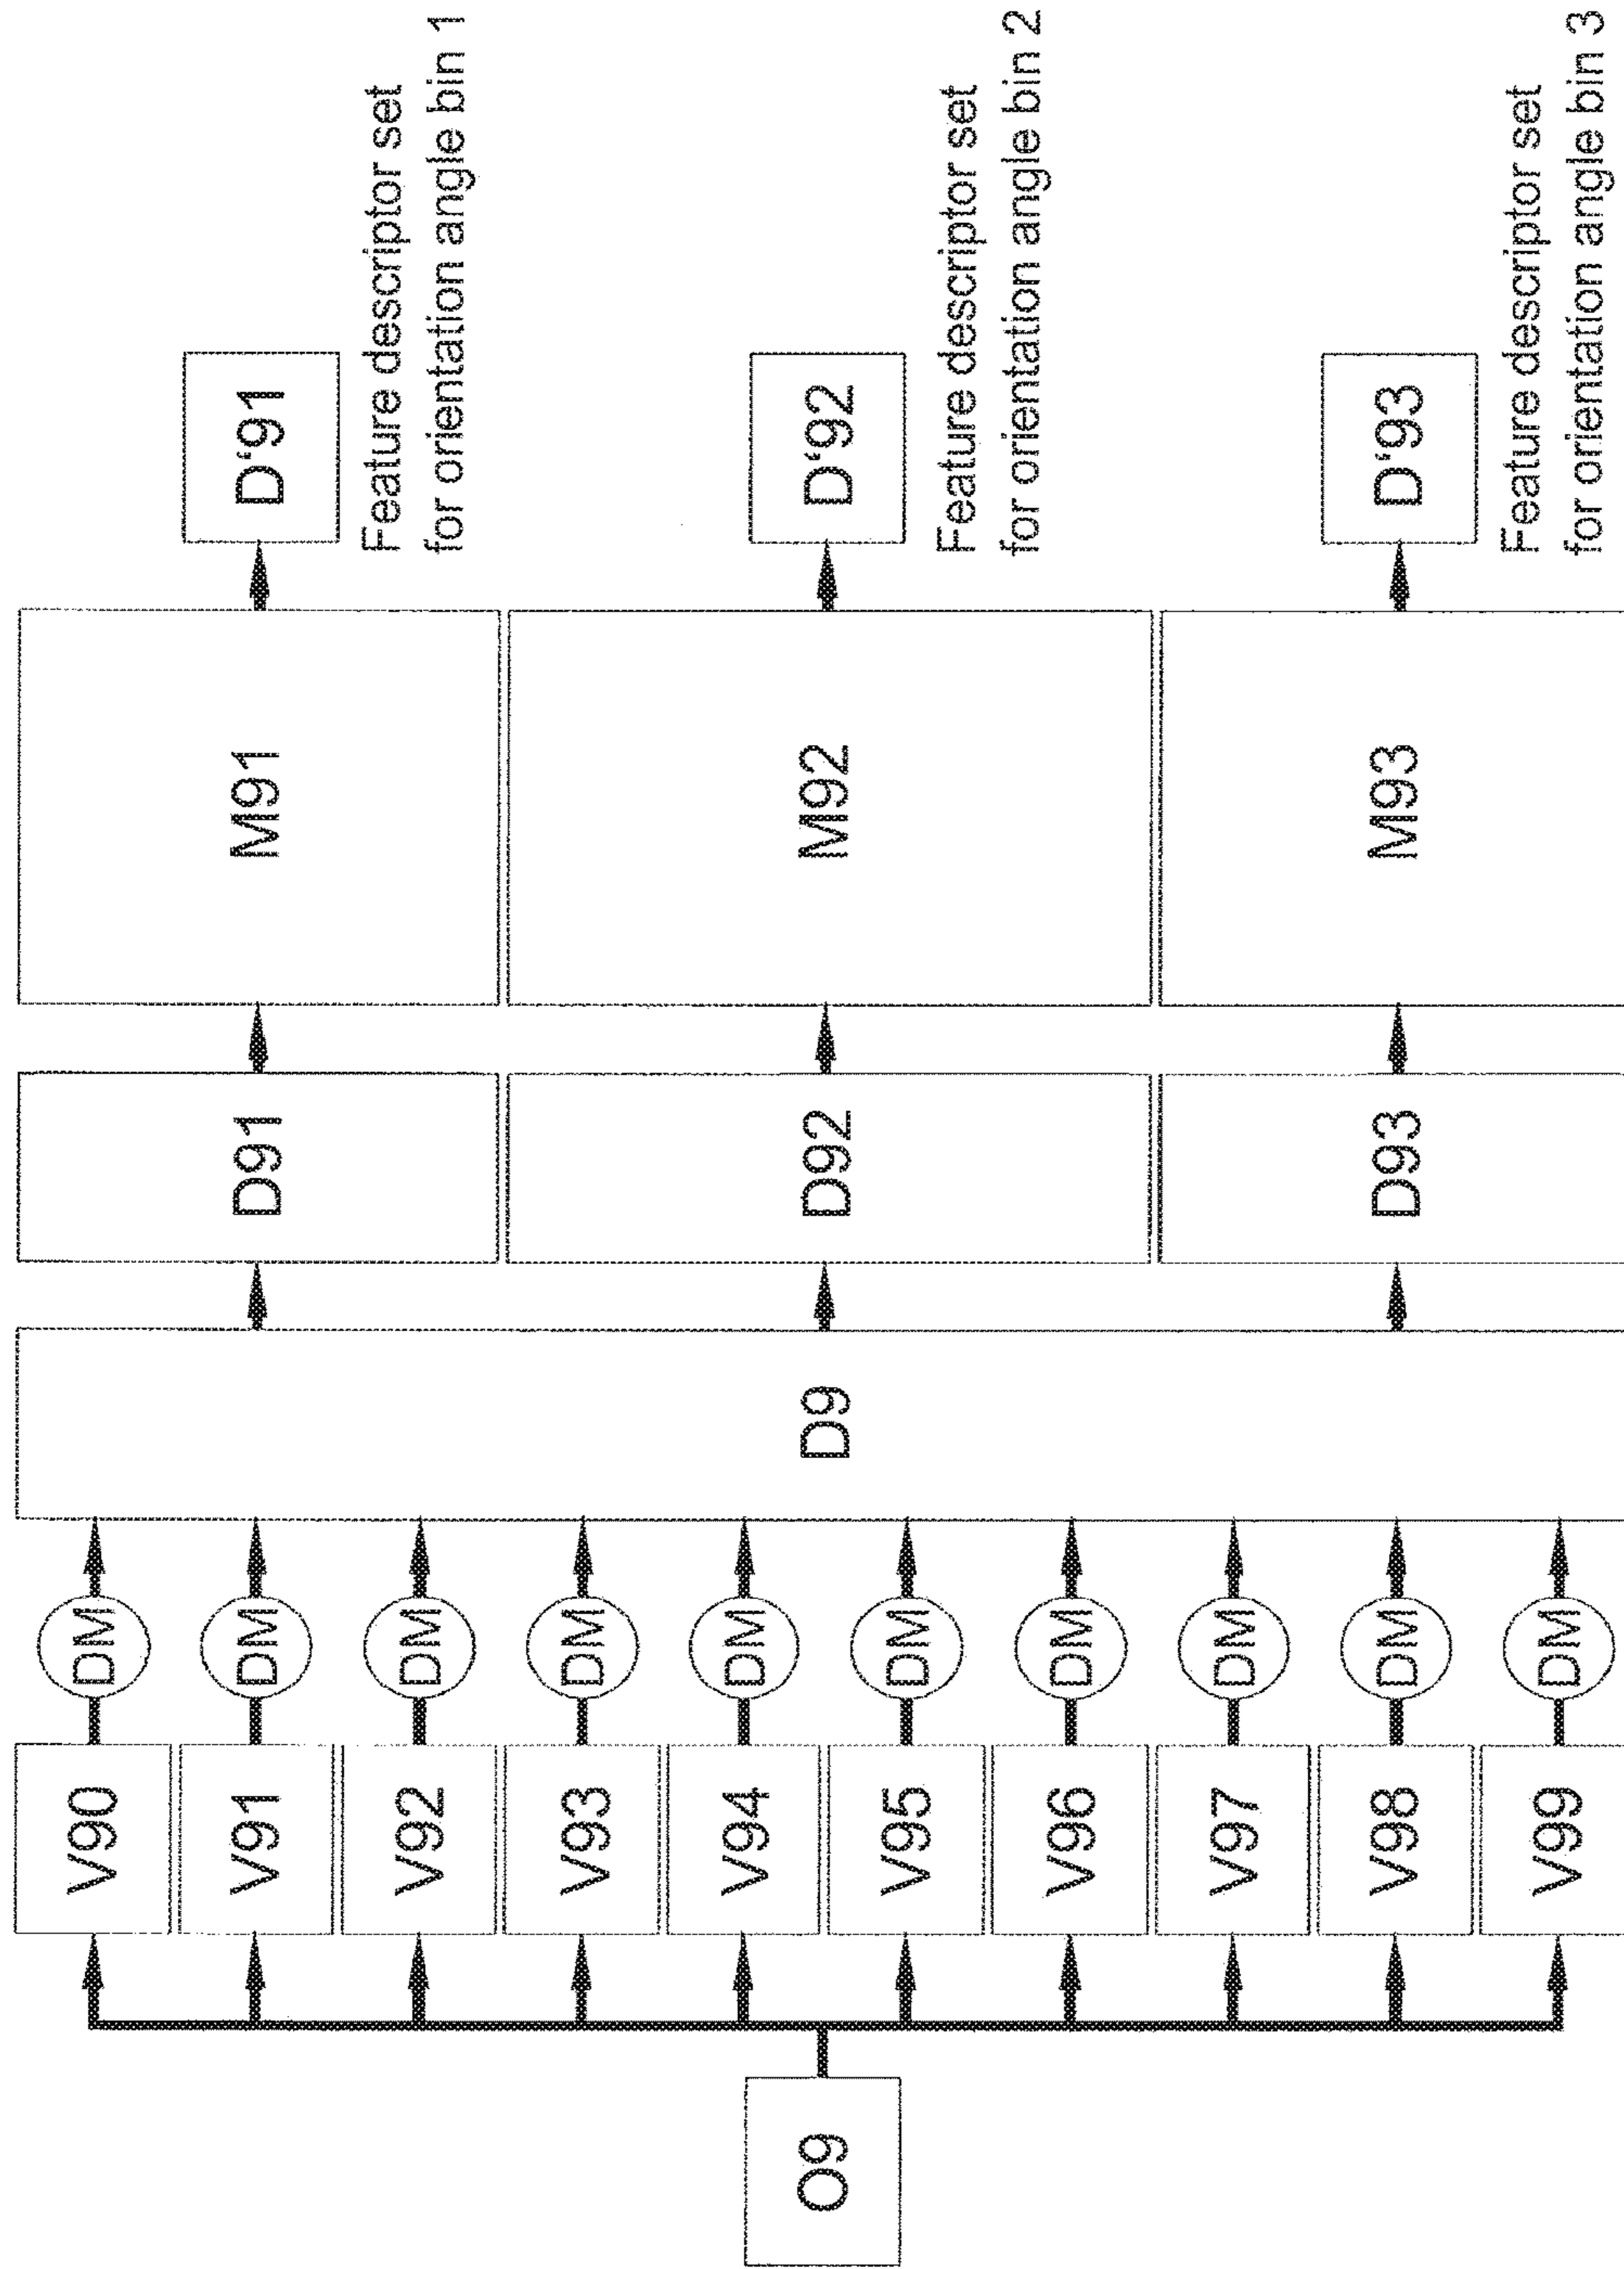 O9
V90
V91
V92
V93
V94
V95
V96
V97
V98
V99
DM
DM
DM
DM
DM
DM
DM
DM
DM
DM
D9
D91
D92
D93
M91
M92
M93
D'91
Feature descriptor set
for orientation angle bin 1
D'92
Feature descriptor set
for orientation angle bin 2
D'93
Feature descriptor set
for orientation angle bin 3